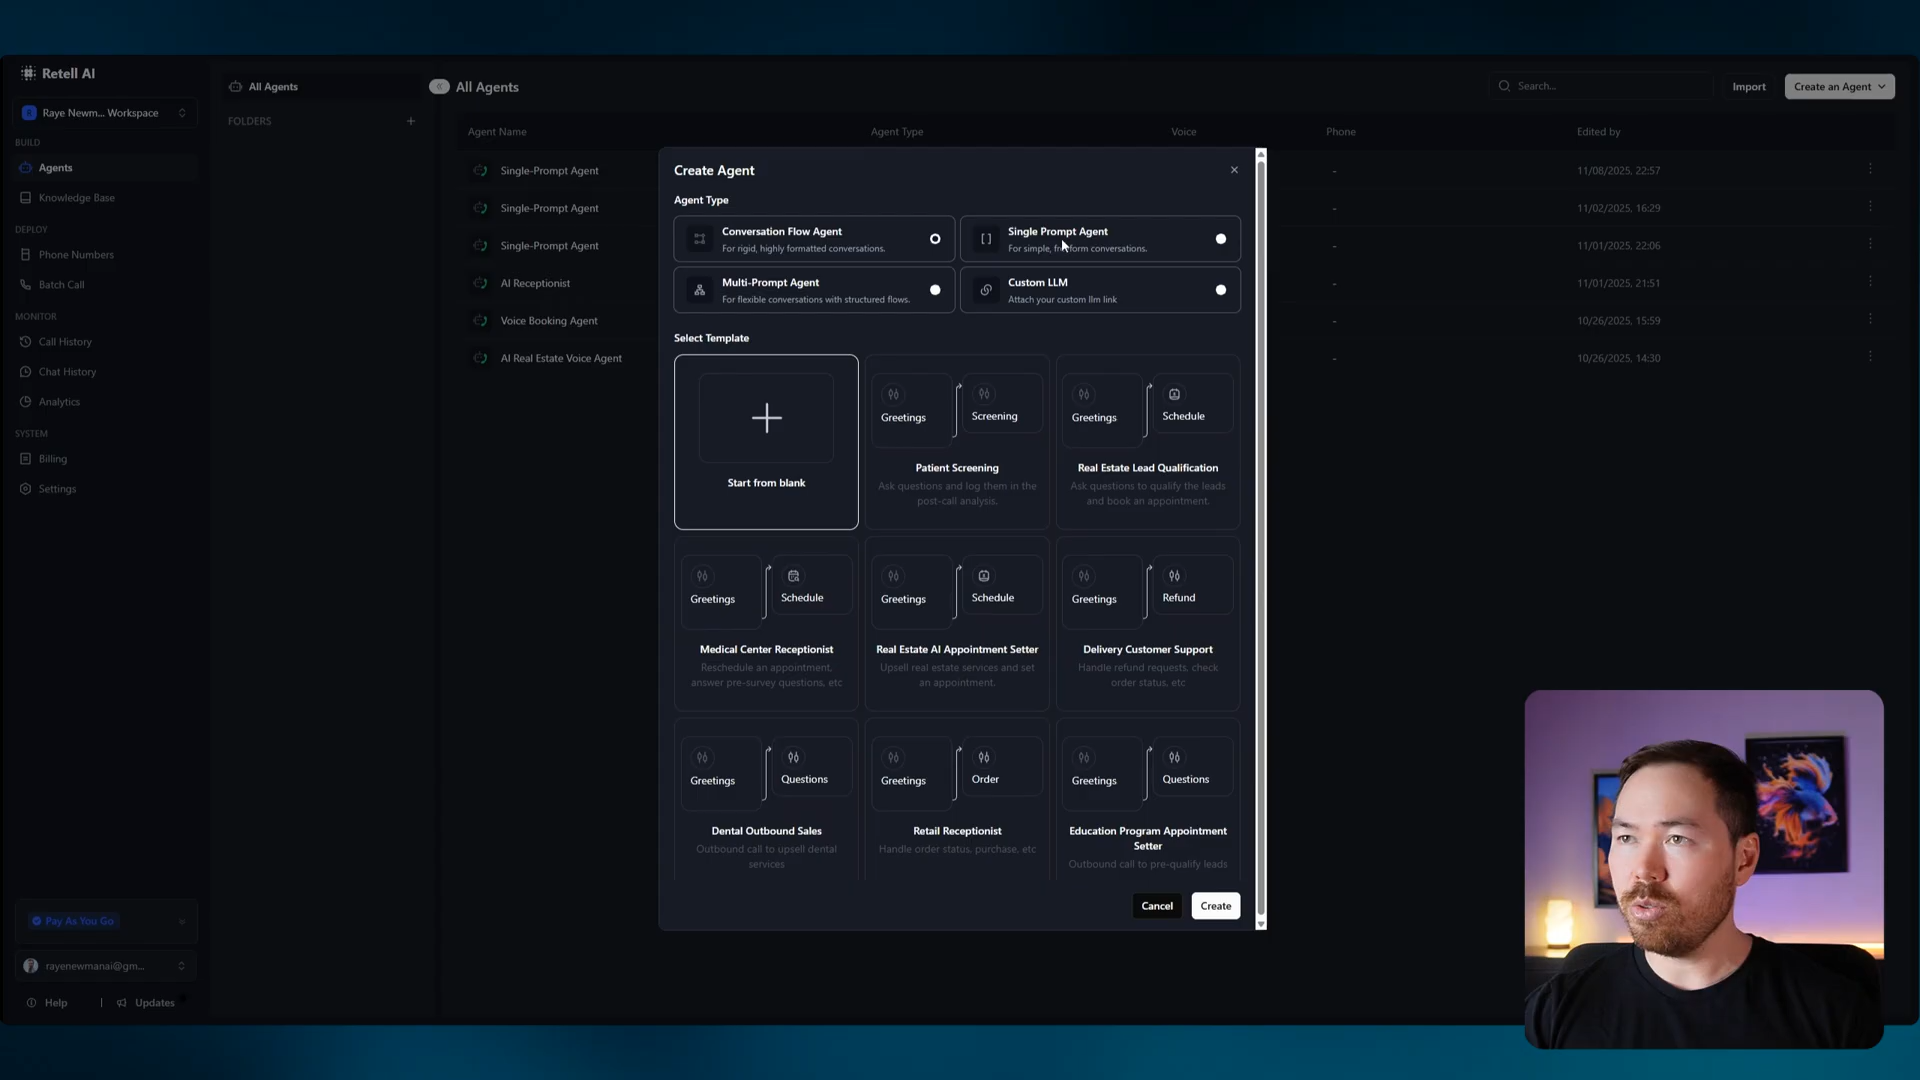 Retell AI
Raye Newm... Workspace
BUILD
Agents
Knowledge Base
DEPLOY
Phone Numbers
Batch Call
MONITOR
Call History
Chat History
Analytics
SYSTEM
Billing
Settings
Pay As You Go
rayenewmanai@gm...
Help
Updates
All Agents
FOLDERS
All Agents
Search...
Import
Create an Agent
Agent Name
Agent Type
Voice
Phone
Edited by
Single-Prompt Agent
- 11/08/2025, 22:57
Single-Prompt Agent
- 11/02/2025, 16:29
Single-Prompt Agent
- 11/01/2025, 22:06
AI Receptionist
- 11/01/2025, 21:51
Voice Booking Agent
- 10/26/2025, 15:59
AI Real Estate Voice Agent
- 10/26/2025, 14:30
Create Agent
Agent Type
Conversation Flow Agent
For rigid, highly formatted conversations.
Single Prompt Agent
For simple, freeform conversations.
Multi-Prompt Agent
For flexible conversations with structured flows.
Custom LLM
Attach your custom llm link
Select Template
Start from blank
Greetings
Screening
Patient Screening
Ask questions and log them in the
post-call analysis.
Greetings
Schedule
Real Estate Lead Qualification
Ask questions to qualify the leads
and book an appointment.
Greetings
Schedule
Medical Center Receptionist
Reschedule an appointment,
answer pre-survey questions, etc
Greetings
Schedule
Real Estate AI Appointment Setter
Upsell real estate services and set
an appointment.
Greetings
Refund
Delivery Customer Support
Handle refund requests, check
order status, etc
Greetings
Questions
Dental Outbound Sales
Outbound call to upsell dental
services
Greetings
Order
Retail Receptionist
Handle order status, purchase, etc
Greetings
Questions
Education Program Appointment
Setter
Outbound call to pre-qualify leads
Cancel
Create